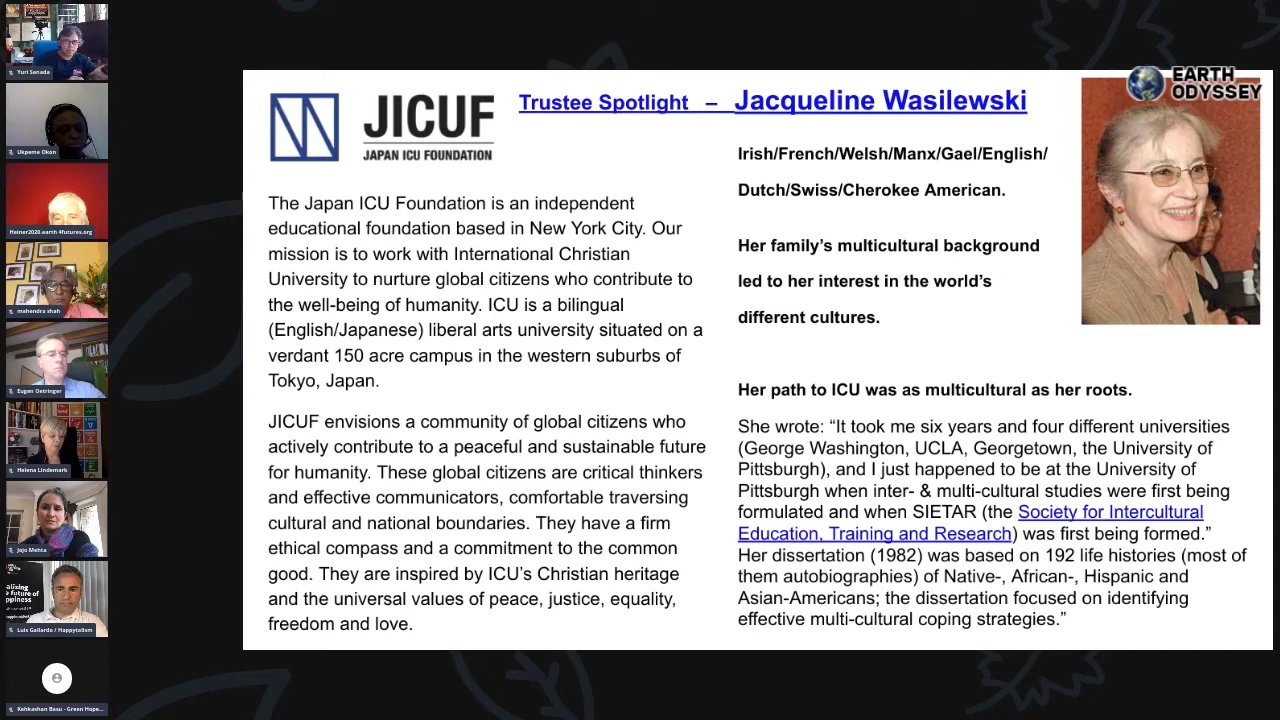 Yuri Sanada
Ukpeme Okon
Heiner2020.earth 4futures.org
mahendra shah
Eugen Oetringer
Helena Lindemark
Jojo Mehta
alizing
e future of
ppiness
Luis Gallardo / Happytalism
Kehkashan Basu - Green Hope...
JICUF
JAPAN ICU FOUNDATION
Trustee Spotlight – Jacqueline Wasilewski
EARTH
ODYSSEY
The Japan ICU Foundation is an independent
educational foundation based in New York City. Our
mission is to work with International Christian
University to nurture global citizens who contribute to
the well-being of humanity. ICU is a bilingual
(English/Japanese) liberal arts university situated on a
verdant 150 acre campus in the western suburbs of
Tokyo, Japan.
JICUF envisions a community of global citizens who
actively contribute to a peaceful and sustainable future
for humanity. These global citizens are critical thinkers
and effective communicators, comfortable traversing
cultural and national boundaries. They have a firm
ethical compass and a commitment to the common
good. They are inspired by ICU’s Christian heritage
and the universal values of peace, justice, equality,
freedom and love.
Irish/French/Welsh/Manx/Gael/English/
Dutch/Swiss/Cherokee American.
Her family’s multicultural background
led to her interest in the world’s
different cultures.
Her path to ICU was as multicultural as her roots.
She wrote: “It took me six years and four different universities
(George Washington, UCLA, Georgetown, the University of
Pittsburgh), and I just happened to be at the University of
Pittsburgh when inter- & multi-cultural studies were first being
formulated and when SIETAR (the Society for Intercultural
Education, Training and Research) was first being formed.”
Her dissertation (1982) was based on 192 life histories (most of
them autobiographies) of Native-, African-, Hispanic and
Asian-Americans; the dissertation focused on identifying
effective multi-cultural coping strategies.”